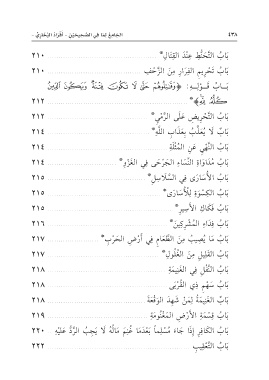 ٤٣٨ الجامع لما في الصحيحين - أفراد البخاري -
بَابُ التَّحَنُّطِ عِنْدَ القِتَالِ* ٢١٠
بَابُ تَحْرِيمِ الفِرَارِ مِنَ الزَّحْفِ ٢١٠
بَابُ قَوْلِهِ: ﴿وَقَٰتِلُوهُمْ حَتَّىٰ لَا تَكُونَ فِتْنَةٌ وَيَكُونَ الدِّينُ
كُلُّهُ لِلَّهِ﴾* ٢١٢
بَابُ التَّحْرِيضِ عَلَى الرَّمْيِ* ٢١٢
بَابُ لَا يُعَذَّبُ بِعَذَابِ اللَّهِ* ٢١٤
بَابُ النَّهْيِ عَنِ المُثْلَةِ ٢١٤
بَابُ مُدَاوَاةِ النِّسَاءِ الجَرْحَى فِي الغَزْوِ* ٢١٤
بَابُ الأُسَارَى فِي السَّلَاسِلِ* ٢١٥
بَابُ الكِسْوَةِ لِلْأُسَارَى* ٢١٥
بَابُ فَكَاكِ الأَسِيرِ* ٢١٥
بَابُ فِدَاءِ المُشْرِكِينَ* ٢١٦
بَابُ مَا يُصِيبُ مِنَ الطَّعَامِ فِي أَرْضِ الحَرْبِ* ٢١٧
بَابُ القَلِيلِ مِنَ الغُلُولِ* ٢١٧
بَابُ النَّفْلِ فِي الغَنِيمَةِ ٢١٨
بَابُ سَهْمِ ذِي القُرْبَى ٢١٨
بَابُ الغَنِيمَةُ لِمَنْ شَهِدَ الوَقْعَةَ ٢١٨
بَابُ قِسْمَةِ الأَرْضِ المَغْنُومَةِ ٢١٩
بَابُ الكَافِرِ إِذَا جَاءَ مُسْلِماً بَعْدَمَا غُنِمَ مَالُهُ لَا يَجِبُ الرَّدُّ عَلَيْهِ ٢٢٠
بَابُ التَّغْلِيبِ ٢٢٢